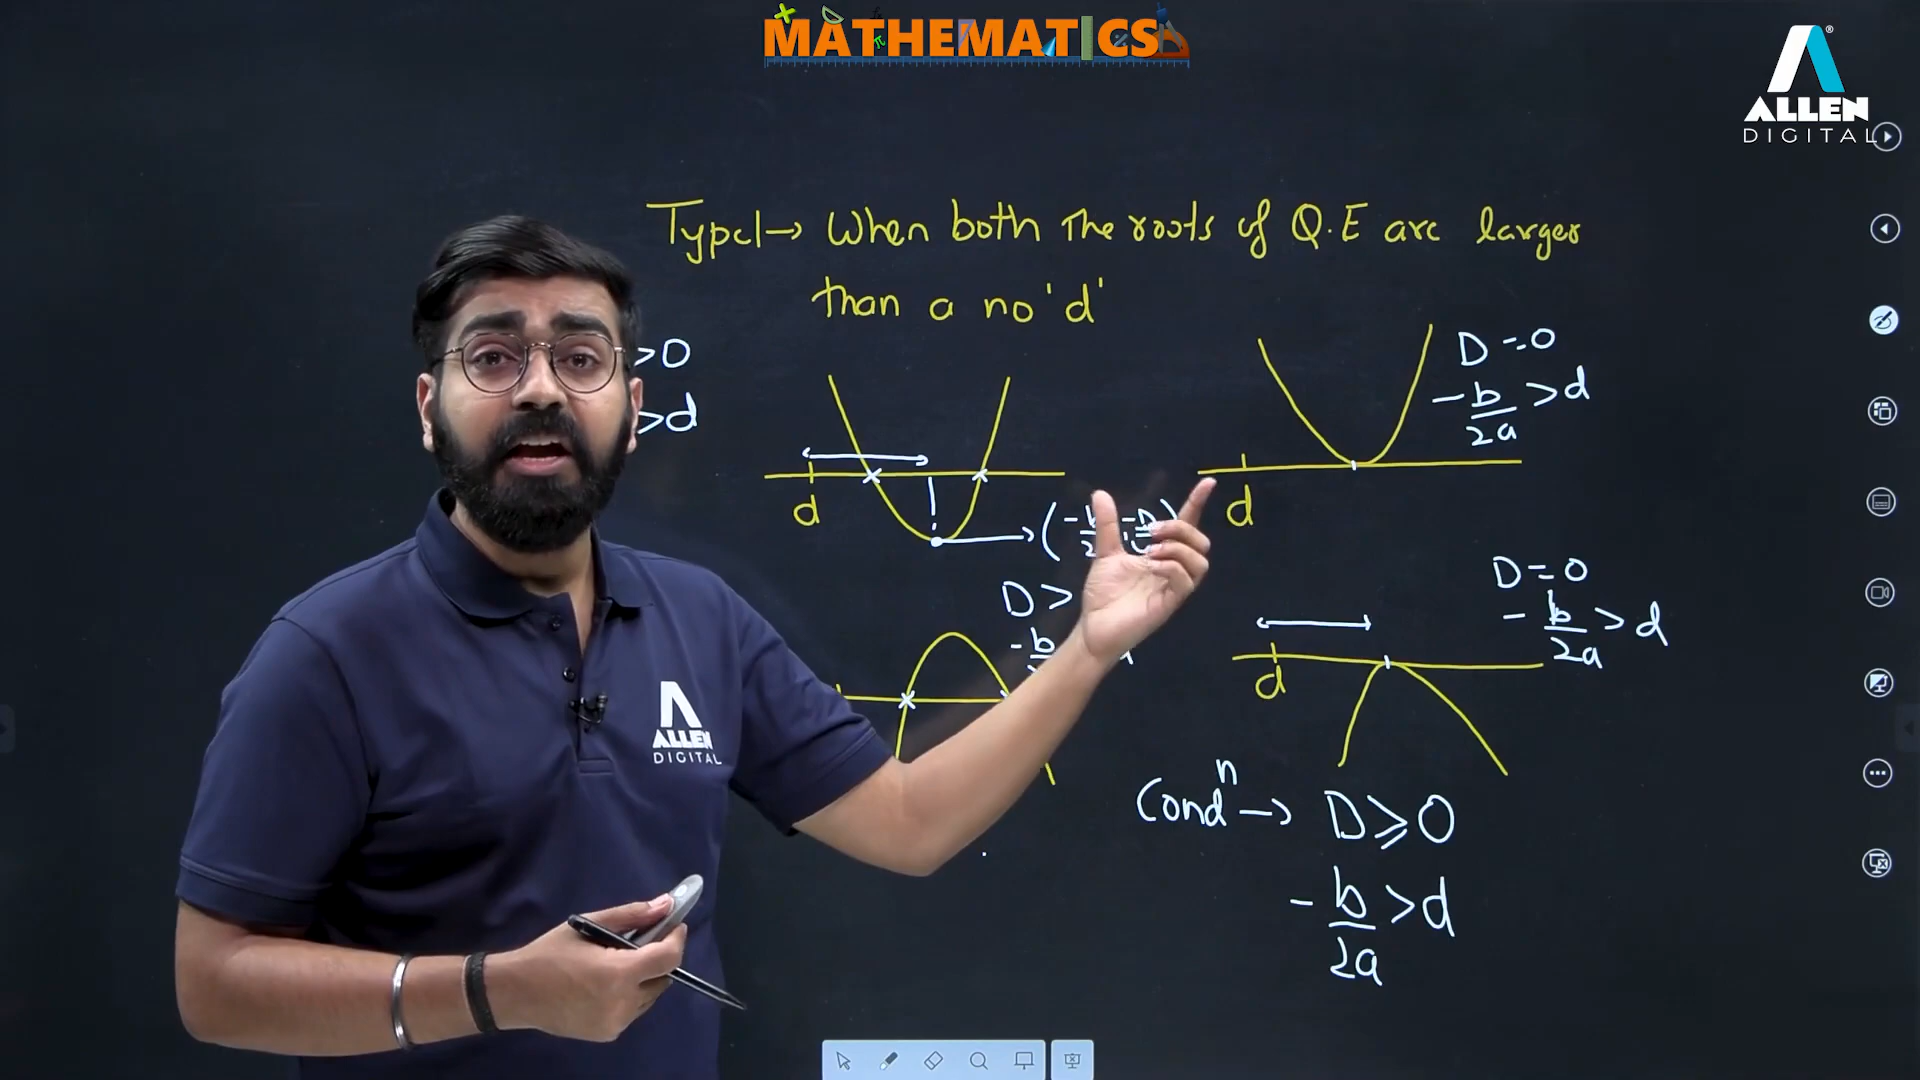 MATHEMATICS
ALLEN
DIGITAL
Type1→ When both the roots of Q.E are larger
than a no 'd'
>0
>d
D=0
-b/2a >d
d
d
D>
-b
D=0
-b/2a >d
d
Condⁿ → D≥0
-b/2a >d
ALLEN
DIGITAL